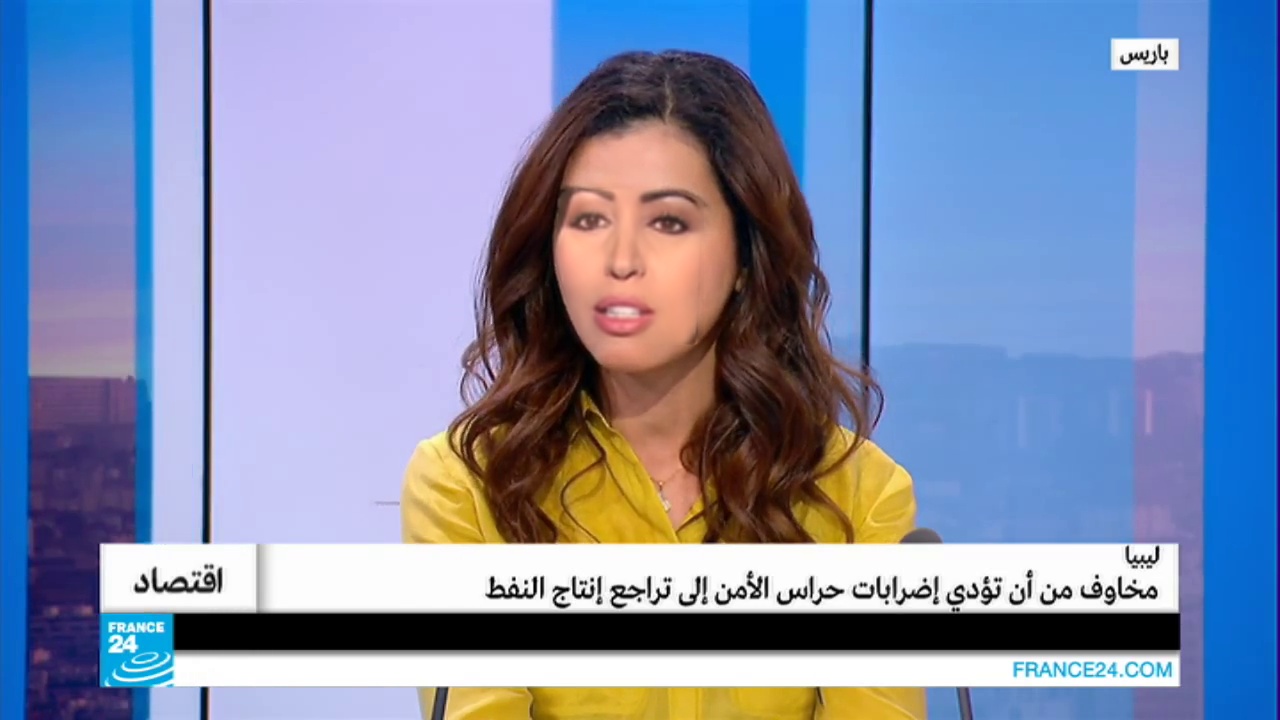 باريس
ليبيا
مخاوف من أن تؤدي إضرابات حراس الأمن إلى تراجع إنتاج النفط
اقتصاد
FRANCE
24
FRANCE24.COM